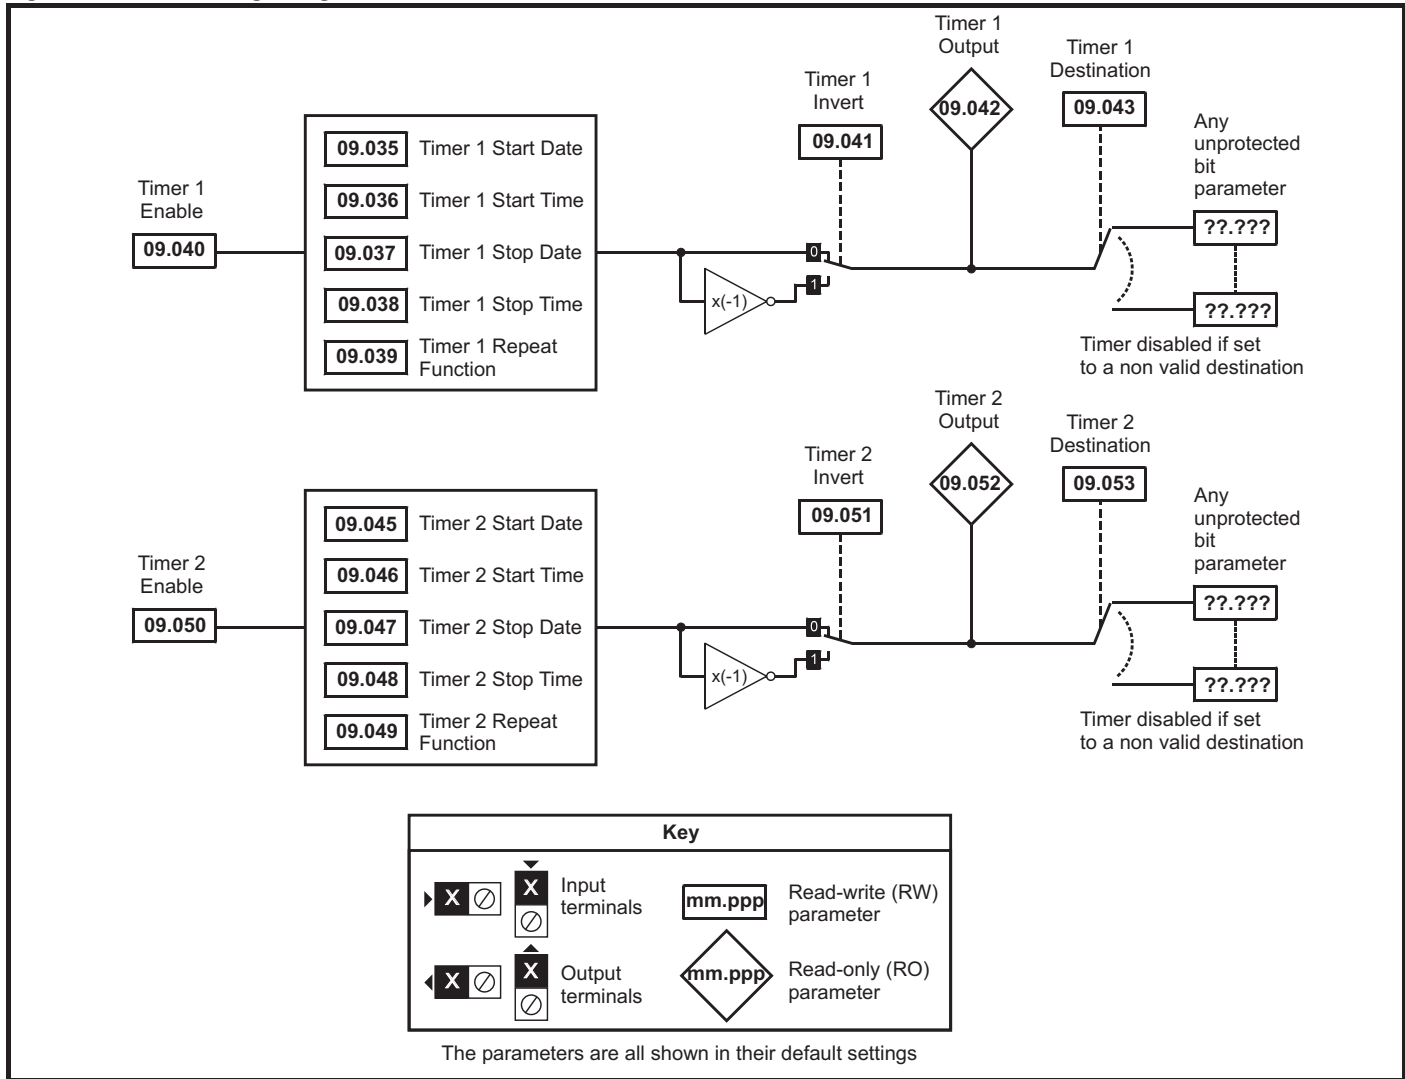 Timer 1
Output
Timer 1
Destination
Timer 1
Invert
09.042
09.043
Any
unprotected
bit
parameter
09.041
09.035 Timer 1 Start Date
Timer 1
Enable
09.036 Timer 1 Start Time
09.040
09.037 Timer 1 Stop Date
0
??.???
1
x(-1)
09.038 Timer 1 Stop Time
??.???
09.039 Timer 1 Repeat
Function
Timer disabled if set
to a non valid destination
Timer 2
Output
Timer 2
Destination
Timer 2
Invert
09.052
09.053
Any
unprotected
bit
parameter
09.051
09.045 Timer 2 Start Date
Timer 2
Enable
09.046 Timer 2 Start Time
09.050
09.047 Timer 2 Stop Date
0
??.???
1
x(-1)
09.048 Timer 2 Stop Time
??.???
09.049 Timer 2 Repeat
Function
Timer disabled if set
to a non valid destination
Key
X
X
Input
terminals
mm.ppp
Read-write (RW)
parameter
X
X
Output
terminals
mm.ppp
Read-only (RO)
parameter
The parameters are all shown in their default settings